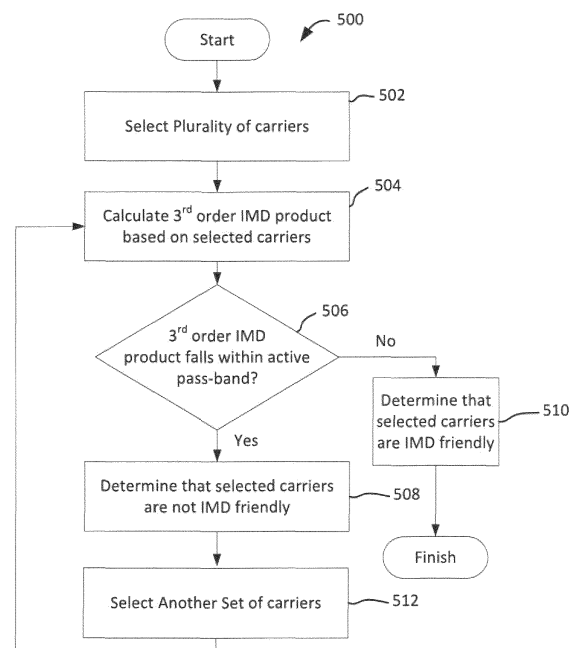 500
Start
502
Select Plurality of carriers
504
Calculate 3rd order IMD product
based on selected carriers
506
3rd order IMD
product falls within active
pass-band?
No
Determine that
selected carriers
are IMD friendly
510
Yes
Determine that selected carriers
are not IMD friendly
508
Finish
Select Another Set of carriers
512